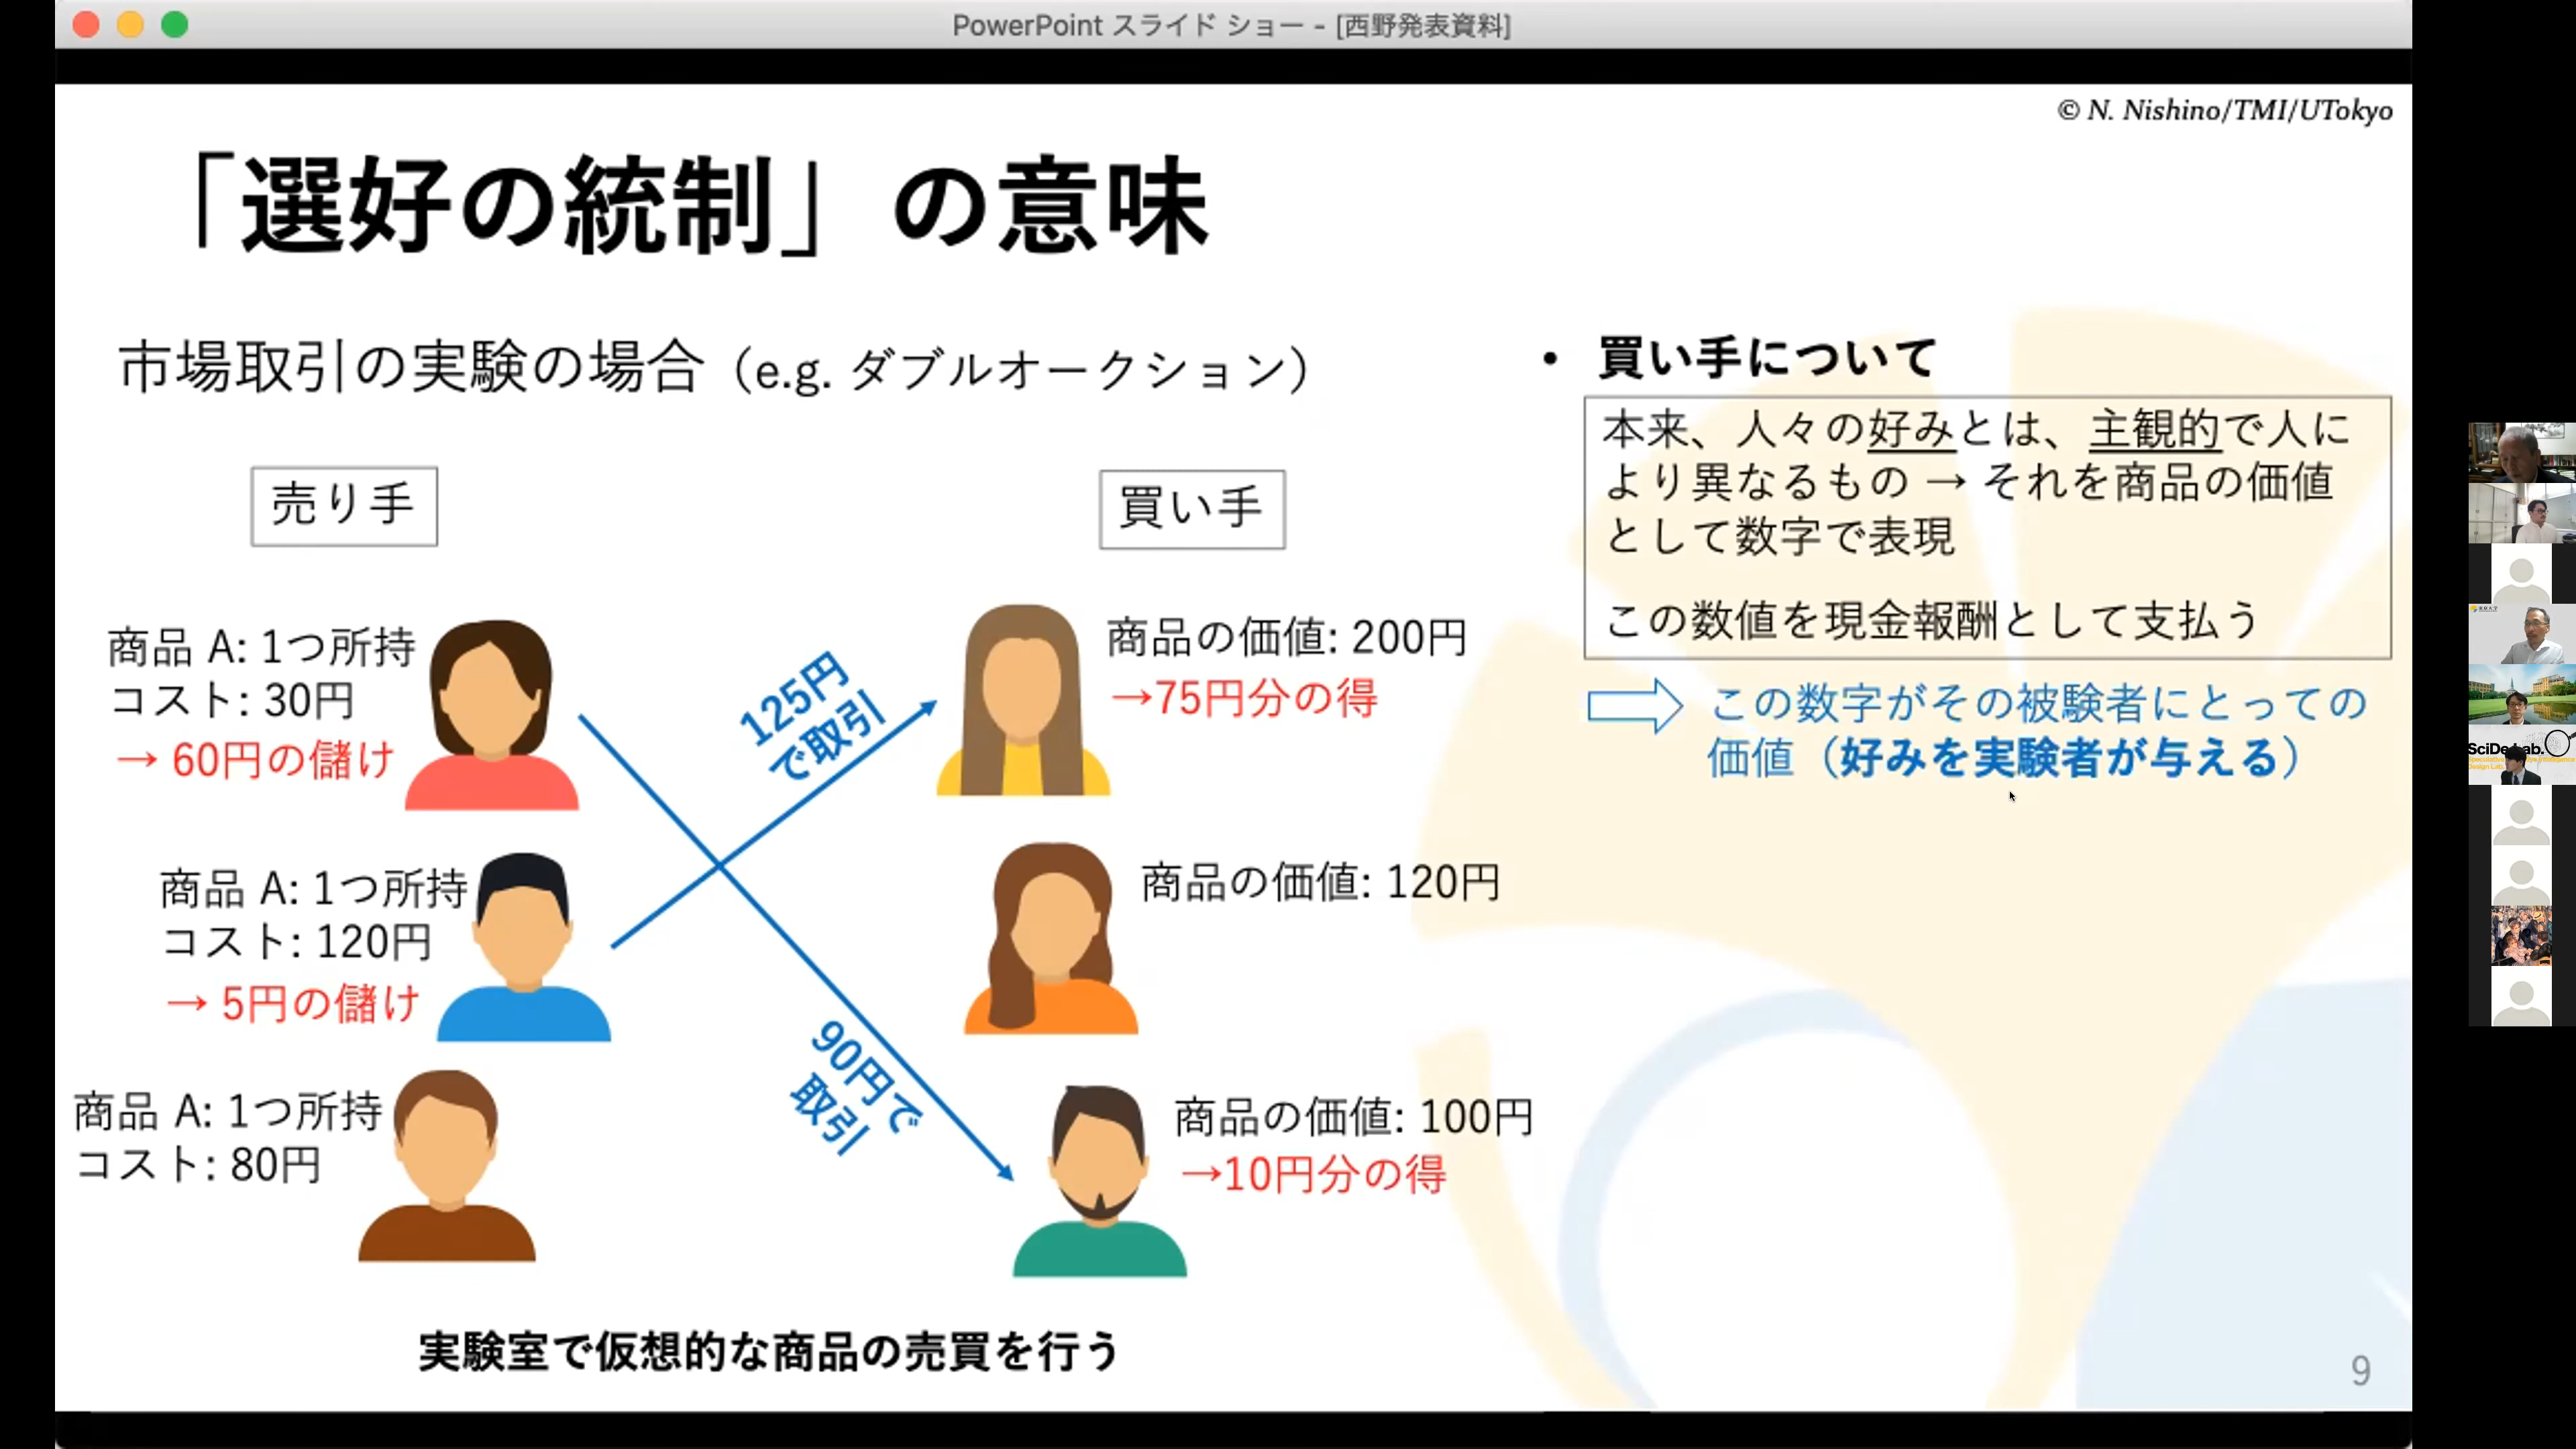 PowerPoint スライド ショー - [西野発表資料]
© N. Nishino/TMI/UTokyo
「選好の統制」の意味
市場取引の実験の場合（e.g. ダブルオークション）
売り手
買い手
商品 A: 1つ所持
コスト: 30円
→ 60円の儲け
125円
で取引
商品の価値: 200円
→75円分の得
商品 A: 1つ所持
コスト: 120円
→ 5円の儲け
商品の価値: 120円
商品 A: 1つ所持
コスト: 80円
90円で
取引
商品の価値: 100円
→10円分の得
実験室で仮想的な商品の売買を行う
• 買い手について
本来、人々の好みとは、主観的で人に
より異なるもの → それを商品の価値
として数字で表現
この数値を現金報酬として支払う
この数字がその被験者にとっての
価値（好みを実験者が与える）
9